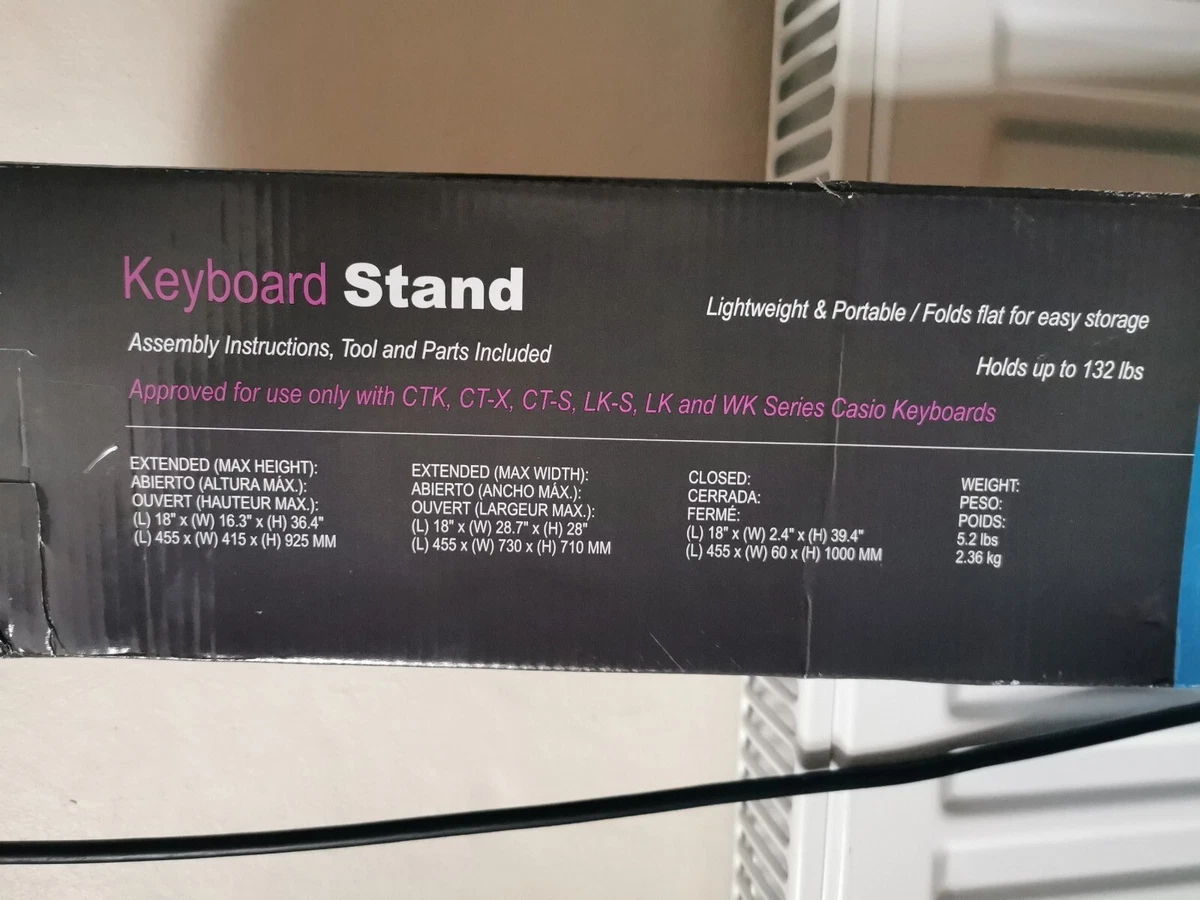 Keyboard Stand
Lightweight & Portable / Folds flat for easy storage
Assembly Instructions, Tool and Parts Included
Holds up to 132 lbs
Approved for use only with CTK, CT-X, CT-S, LK-S, LK and WK Series Casio Keyboards
EXTENDED (MAX HEIGHT):
ABIERTO (ALTURA MÁX.):
OUVERT (HAUTEUR MAX.):
(L) 18" x (W) 16.3" x (H) 36.4"
(L) 455 x (W) 415 x (H) 925 MM
EXTENDED (MAX WIDTH):
ABIERTO (ANCHO MÁX.):
OUVERT (LARGEUR MAX.):
(L) 18" x (W) 28.7" x (H) 28"
(L) 455 x (W) 730 x (H) 710 MM
CLOSED:
CERRADA:
FERMÉ:
(L) 18" x (W) 2.4" x (H) 39.4"
(L) 455 x (W) 60 x (H) 1000 MM
WEIGHT:
PESO:
POIDS:
5.2 lbs
2.36 kg